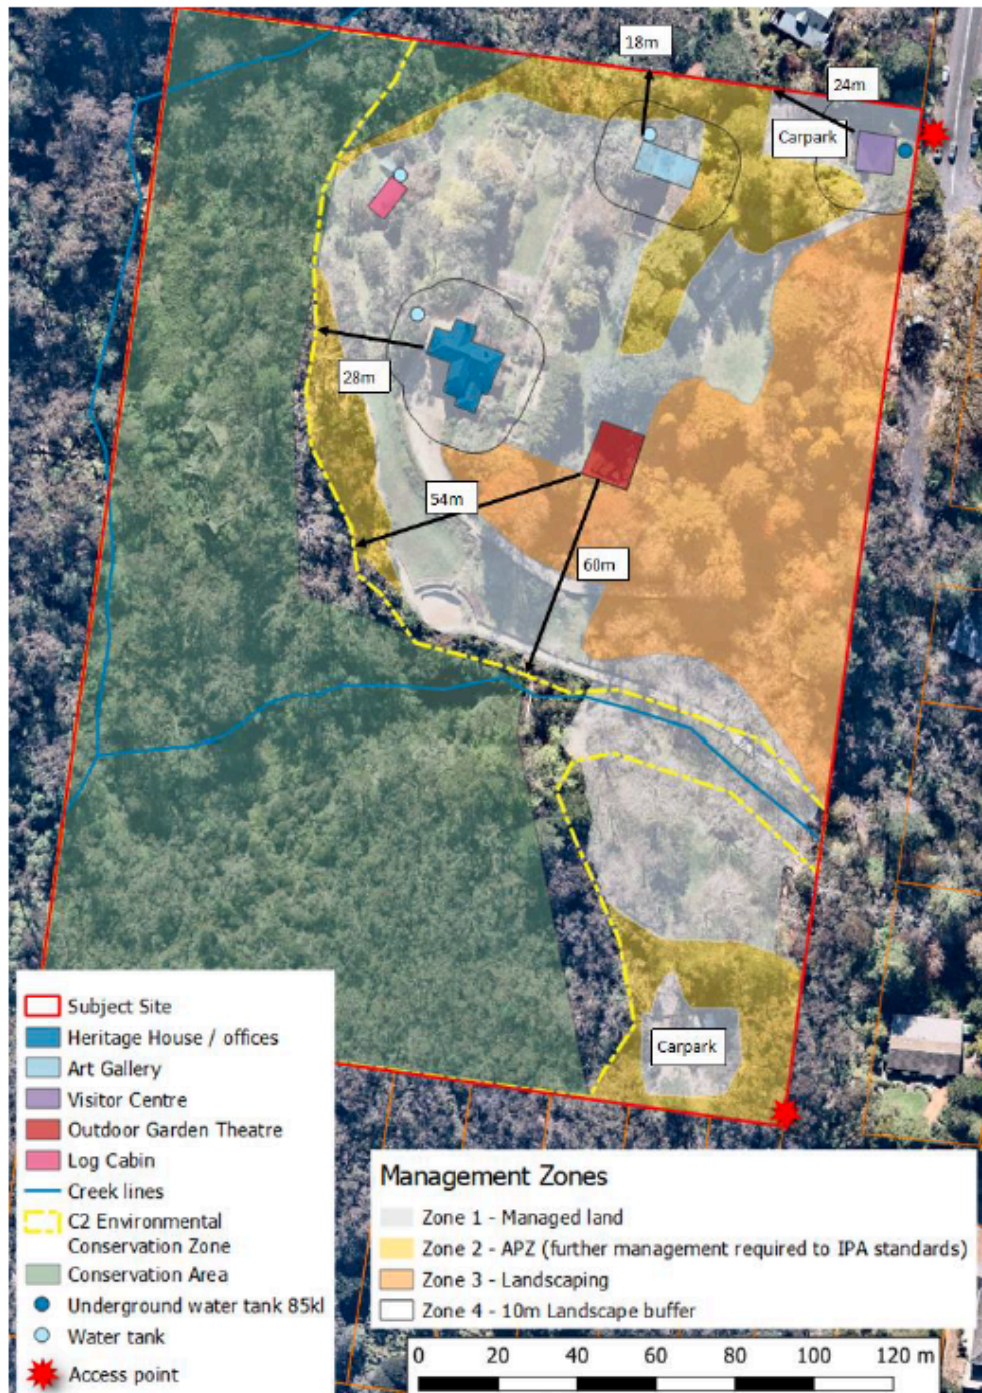 18m
24m
Carpark
28m
54m
60m
Carpark
Subject Site
Heritage House / offices
Art Gallery
Visitor Centre
Outdoor Garden Theatre
Log Cabin
Creek lines
C2 Environmental
Conservation Zone
Conservation Area
Underground water tank 85kl
Water tank
Access point
Management Zones
Zone 1 - Managed land
Zone 2 - APZ (further management required to IPA standards)
Zone 3 - Landscaping
Zone 4 - 10m Landscape buffer
0 20 40 60 80 100 120 m